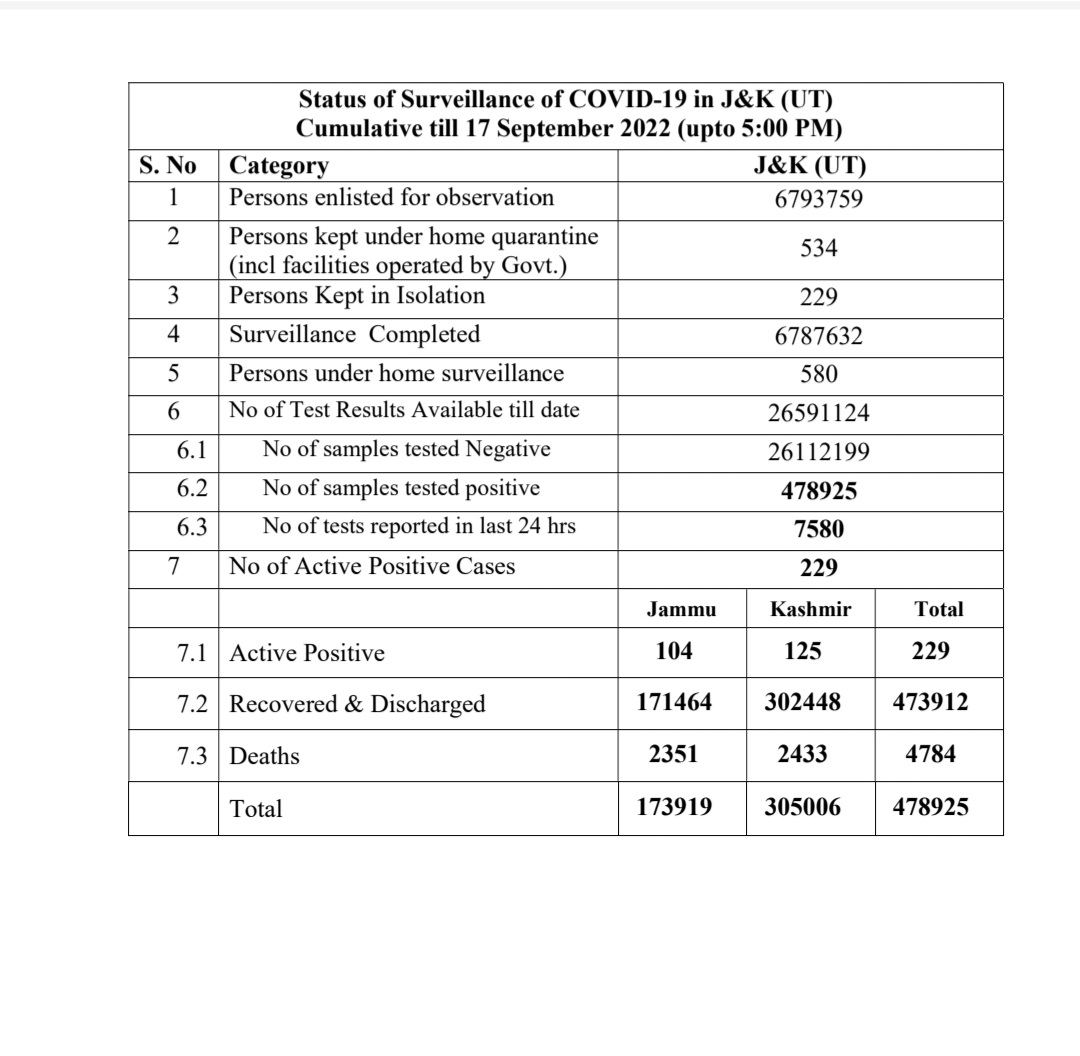 Status of Surveillance of COVID-19 in J&K (UT)
Cumulative till 17 September 2022 (upto 5:00 PM)
S. No Category J&K (UT)
1 Persons enlisted for observation 6793759
2 Persons kept under home quarantine
(incl facilities operated by Govt.) 534
3 Persons Kept in Isolation 229
4 Surveillance Completed 6787632
5 Persons under home surveillance 580
6 No of Test Results Available till date 26591124
6.1 No of samples tested Negative 26112199
6.2 No of samples tested positive 478925
6.3 No of tests reported in last 24 hrs 7580
7 No of Active Positive Cases 229
Jammu Kashmir Total
7.1 Active Positive 104 125 229
7.2 Recovered & Discharged 171464 302448 473912
7.3 Deaths 2351 2433 4784
Total 173919 305006 478925